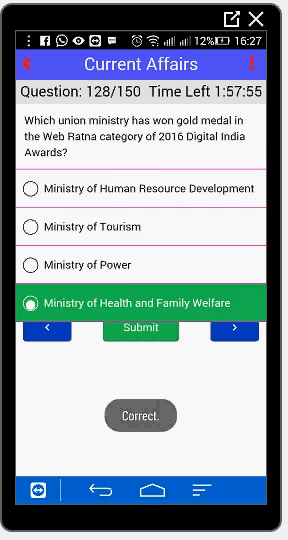 12% 16:27
Current Affairs
Question: 128/150 Time Left 1:57:55
Which union ministry has won gold medal in
the Web Ratna category of 2016 Digital India
Awards?
Ministry of Human Resource Development
Ministry of Tourism
Ministry of Power
Ministry of Health and Family Welfare
< Submit >
Correct.